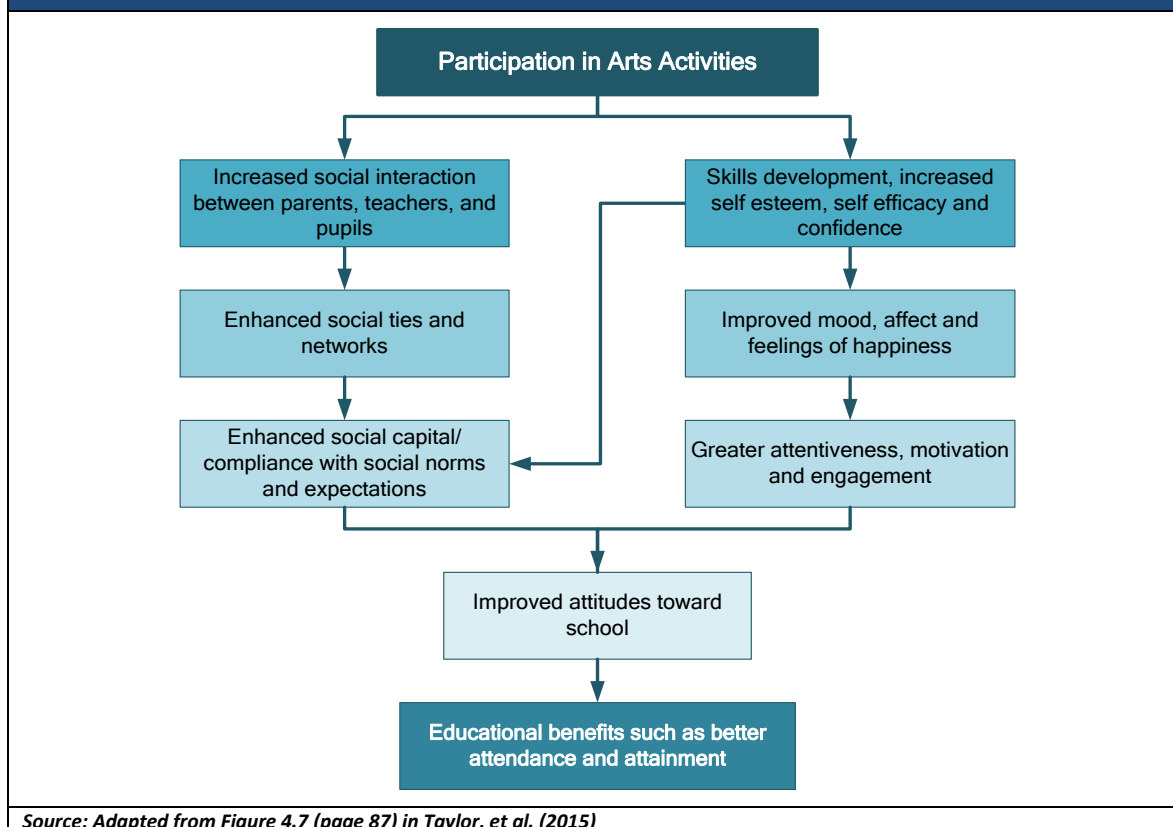 Participation in Arts Activities
Increased social interaction
between parents, teachers, and
pupils
Skills development, increased
self esteem, self efficacy and
confidence
Enhanced social ties and
networks
Improved mood, affect and
feelings of happiness
Enhanced social capital/
compliance with social norms
and expectations
Greater attentiveness, motivation
and engagement
Improved attitudes toward
school
Educational benefits such as better
attendance and attainment
Source: Adapted from Figure 4.7 (page 87) in Taylor, et al. (2015)